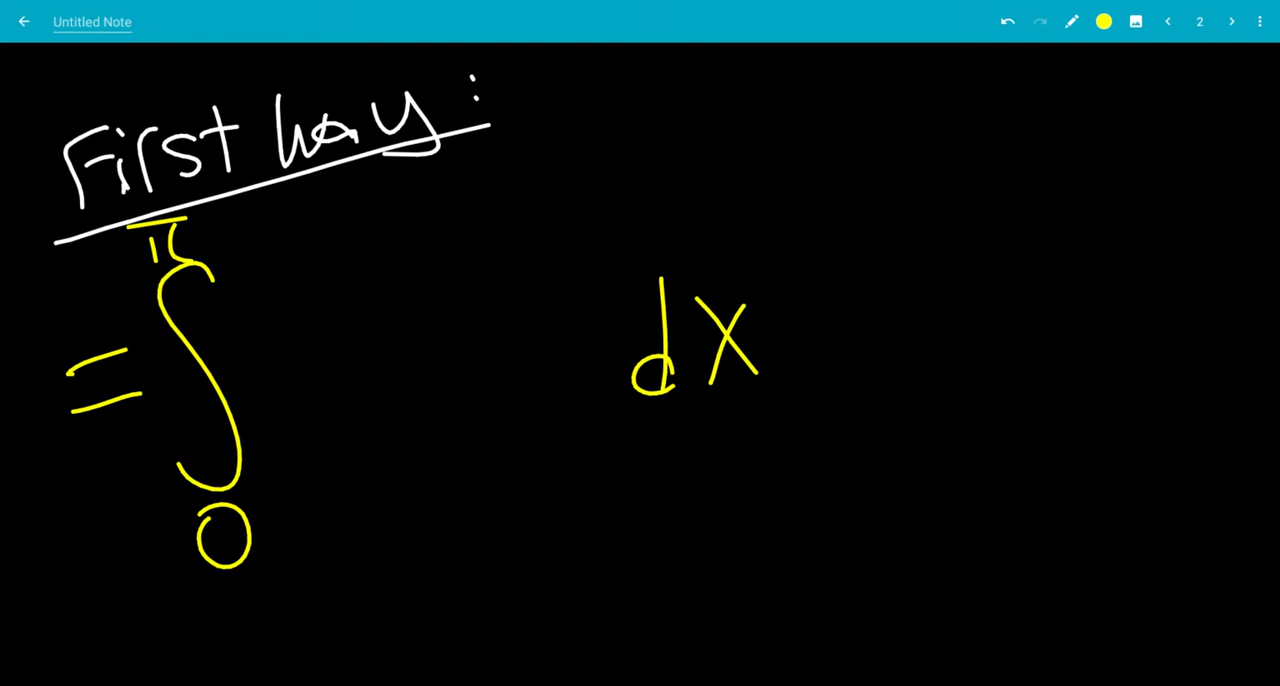 Untitled Note
2
First way:
π
= ∫ dx
0